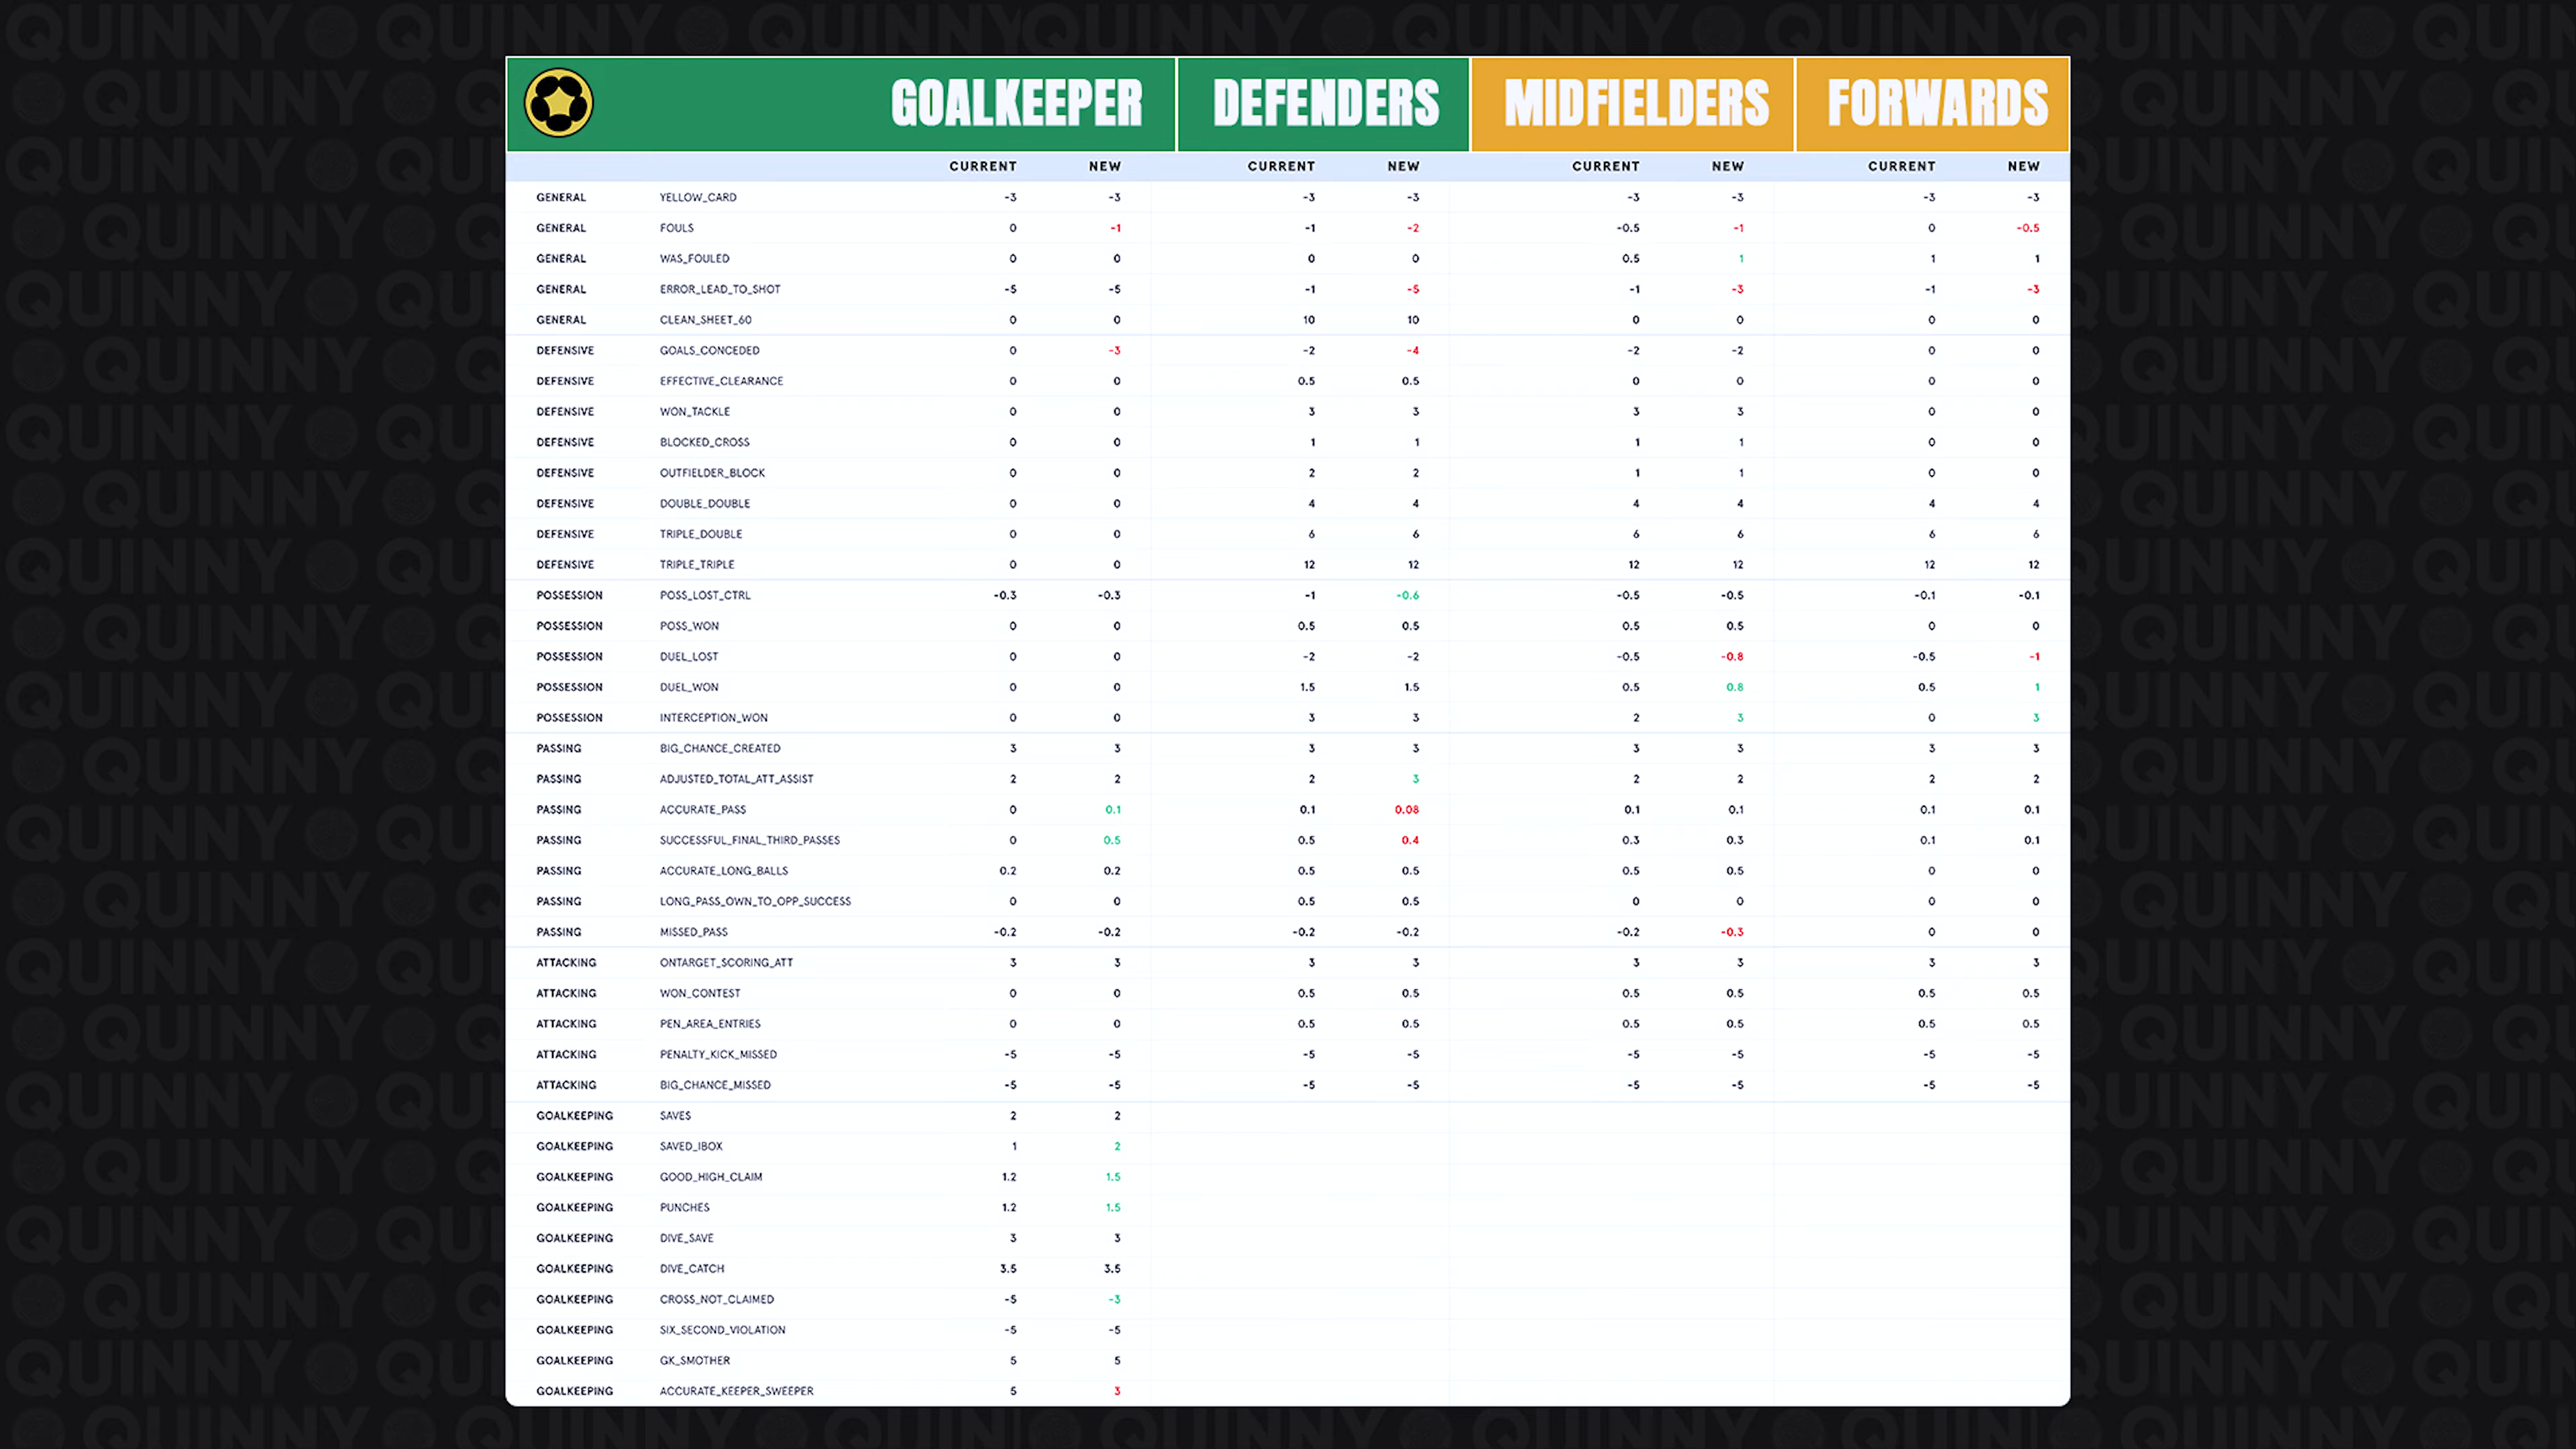 GOALKEEPER DEFENDERS MIDFIELDERS FORWARDS
CURRENT NEW CURRENT NEW CURRENT NEW CURRENT NEW
GENERAL YELLOW_CARD -3 -3 -3 -3 -3 -3 -3 -3
GENERAL FOULS 0 -1 -1 -2 -0.5 -1 0 -0.5
GENERAL WAS_FOULED 0 0 0 0 0.5 1 1 1
GENERAL ERROR_LEAD_TO_SHOT -5 -5 -1 -5 -1 -3 -1 -3
GENERAL CLEAN_SHEET_60 0 0 10 10 0 0 0 0
DEFENSIVE GOALS_CONCEDED 0 -3 -2 -4 -2 -2 0 0
DEFENSIVE EFFECTIVE_CLEARANCE 0 0 0.5 0.5 0 0 0 0
DEFENSIVE WON_TACKLE 0 0 3 3 3 3 0 0
DEFENSIVE BLOCKED_CROSS 0 0 1 1 1 1 0 0
DEFENSIVE OUTFIELDER_BLOCK 0 0 2 2 1 1 0 0
DEFENSIVE DOUBLE_DOUBLE 0 0 4 4 4 4 4 4
DEFENSIVE TRIPLE_DOUBLE 0 0 6 6 6 6 6 6
DEFENSIVE TRIPLE_TRIPLE 0 0 12 12 12 12 12 12
POSSESSION POSS_LOST_CTRL -0.3 -0.3 -1 -0.6 -0.5 -0.5 -0.1 -0.1
POSSESSION POSS_WON 0 0 0.5 0.5 0.5 0.5 0 0
POSSESSION DUEL_LOST 0 0 -2 -2 -0.5 -0.8 -0.5 -1
POSSESSION DUEL_WON 0 0 1.5 1.5 0.5 0.8 0.5 1
POSSESSION INTERCEPTION_WON 0 0 3 3 2 3 0 3
PASSING BIG_CHANCE_CREATED 3 3 3 3 3 3 3 3
PASSING ADJUSTED_TOTAL_ATT_ASSIST 2 2 2 3 2 2 2 2
PASSING ACCURATE_PASS 0 0.1 0.1 0.08 0.1 0.1 0.1 0.1
PASSING SUCCESSFUL_FINAL_THIRD_PASSES 0 0.5 0.5 0.4 0.3 0.3 0.1 0.1
PASSING ACCURATE_LONG_BALLS 0.2 0.2 0.5 0.5 0.5 0.5 0 0
PASSING LONG_PASS_OWN_TO_OPP_SUCCESS 0 0 0.5 0.5 0 0 0 0
PASSING MISSED_PASS -0.2 -0.2 -0.2 -0.2 -0.2 -0.3 0 0
ATTACKING ONTARGET_SCORING_ATT 3 3 3 3 3 3 3 3
ATTACKING WON_CONTEST 0 0 0.5 0.5 0.5 0.5 0.5 0.5
ATTACKING PEN_AREA_ENTRIES 0 0 0.5 0.5 0.5 0.5 0.5 0.5
ATTACKING PENALTY_KICK_MISSED -5 -5 -5 -5 -5 -5 -5 -5
ATTACKING BIG_CHANCE_MISSED -5 -5 -5 -5 -5 -5 -5 -5
GOALKEEPING SAVES 2 2
GOALKEEPING SAVED_IBOX 1 2
GOALKEEPING GOOD_HIGH_CLAIM 1.2 1.5
GOALKEEPING PUNCHES 1.2 1.5
GOALKEEPING DIVE_SAVE 3 3
GOALKEEPING DIVE_CATCH 3.5 3.5
GOALKEEPING CROSS_NOT_CLAIMED -5 -3
GOALKEEPING SIX_SECOND_VIOLATION -5 -5
GOALKEEPING GK_SMOTHER 5 5
GOALKEEPING ACCURATE_KEEPER_SWEEPER 5 3